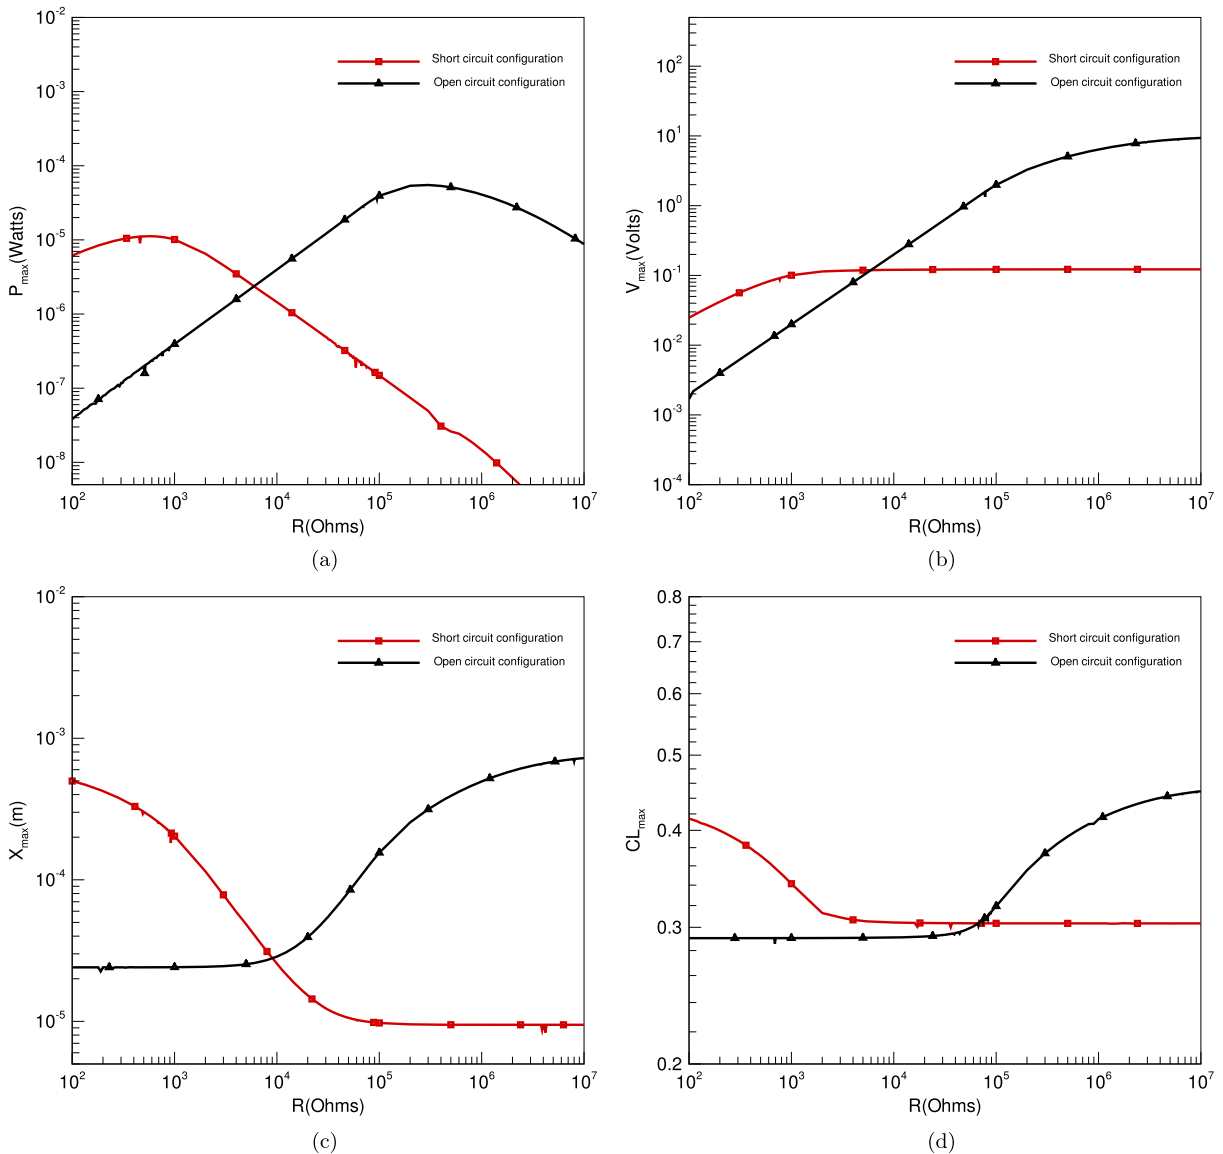 P_max(Watts)
10^-2
10^-3
10^-4
10^-5
10^-6
10^-7
10^-8
Short circuit configuration
Open circuit configuration
10^2 10^3 10^4 10^5 10^6 10^7
R(Ohms)
(a)
V_max(Volts)
10^2
10^1
10^0
10^-1
10^-2
10^-3
10^-4
Short circuit configuration
Open circuit configuration
10^2 10^3 10^4 10^5 10^6 10^7
R(Ohms)
(b)
X_max(m)
10^-2
10^-3
10^-4
10^-5
Short circuit configuration
Open circuit configuration
10^2 10^3 10^4 10^5 10^6 10^7
R(Ohms)
(c)
CL_max
0.8
0.7
0.6
0.5
0.4
0.3
0.2
Short circuit configuration
Open circuit configuration
10^2 10^3 10^4 10^5 10^6 10^7
R(Ohms)
(d)